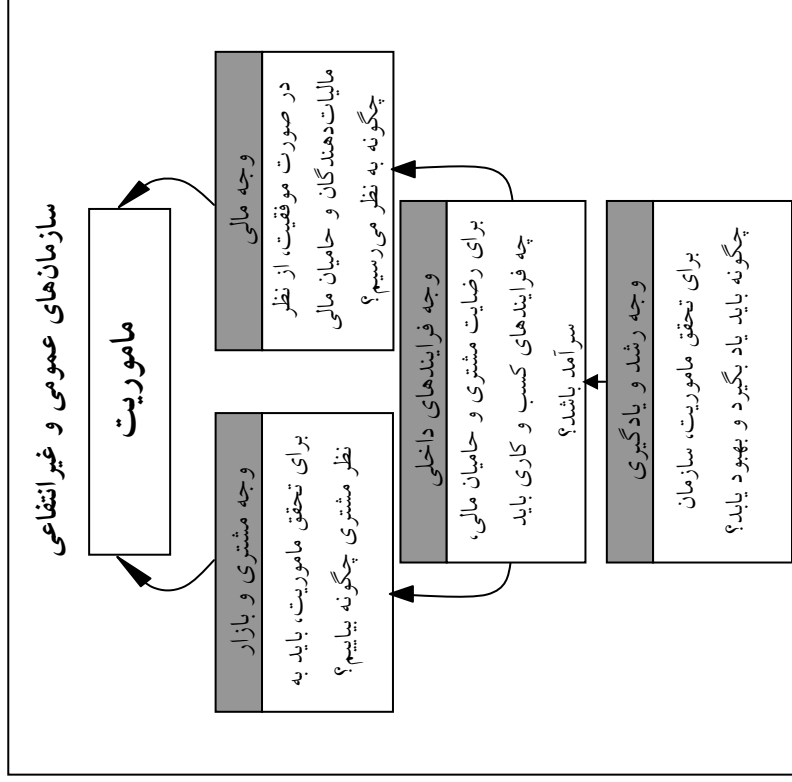 سازمان‌های عمومی و غیرانتفاعی
ماموریت
وجه مالی
در صورت موفقیت، از نظر
مالیات‌دهندگان و حامیان مالی
چگونه به نظر می‌رسیم؟
وجه مشتری و بازار
برای تحقق ماموریت، باید به
نظر مشتری چگونه بیاییم؟
وجه فرایندهای داخلی
برای رضایت مشتری و حامیان مالی،
چه فرایندهای کسب و کاری باید
سرآمد باشد؟
وجه رشد و یادگیری
برای تحقق ماموریت، سازمان
چگونه باید یاد بگیرد و بهبود یابد؟